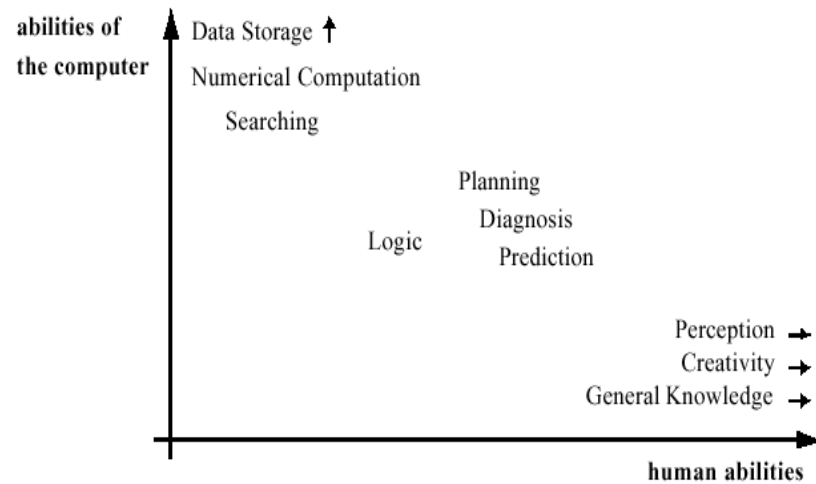 abilities of
the computer
Data Storage
Numerical Computation
Searching
Planning
Diagnosis
Logic
Prediction
Perception
Creativity
General Knowledge
human abilities